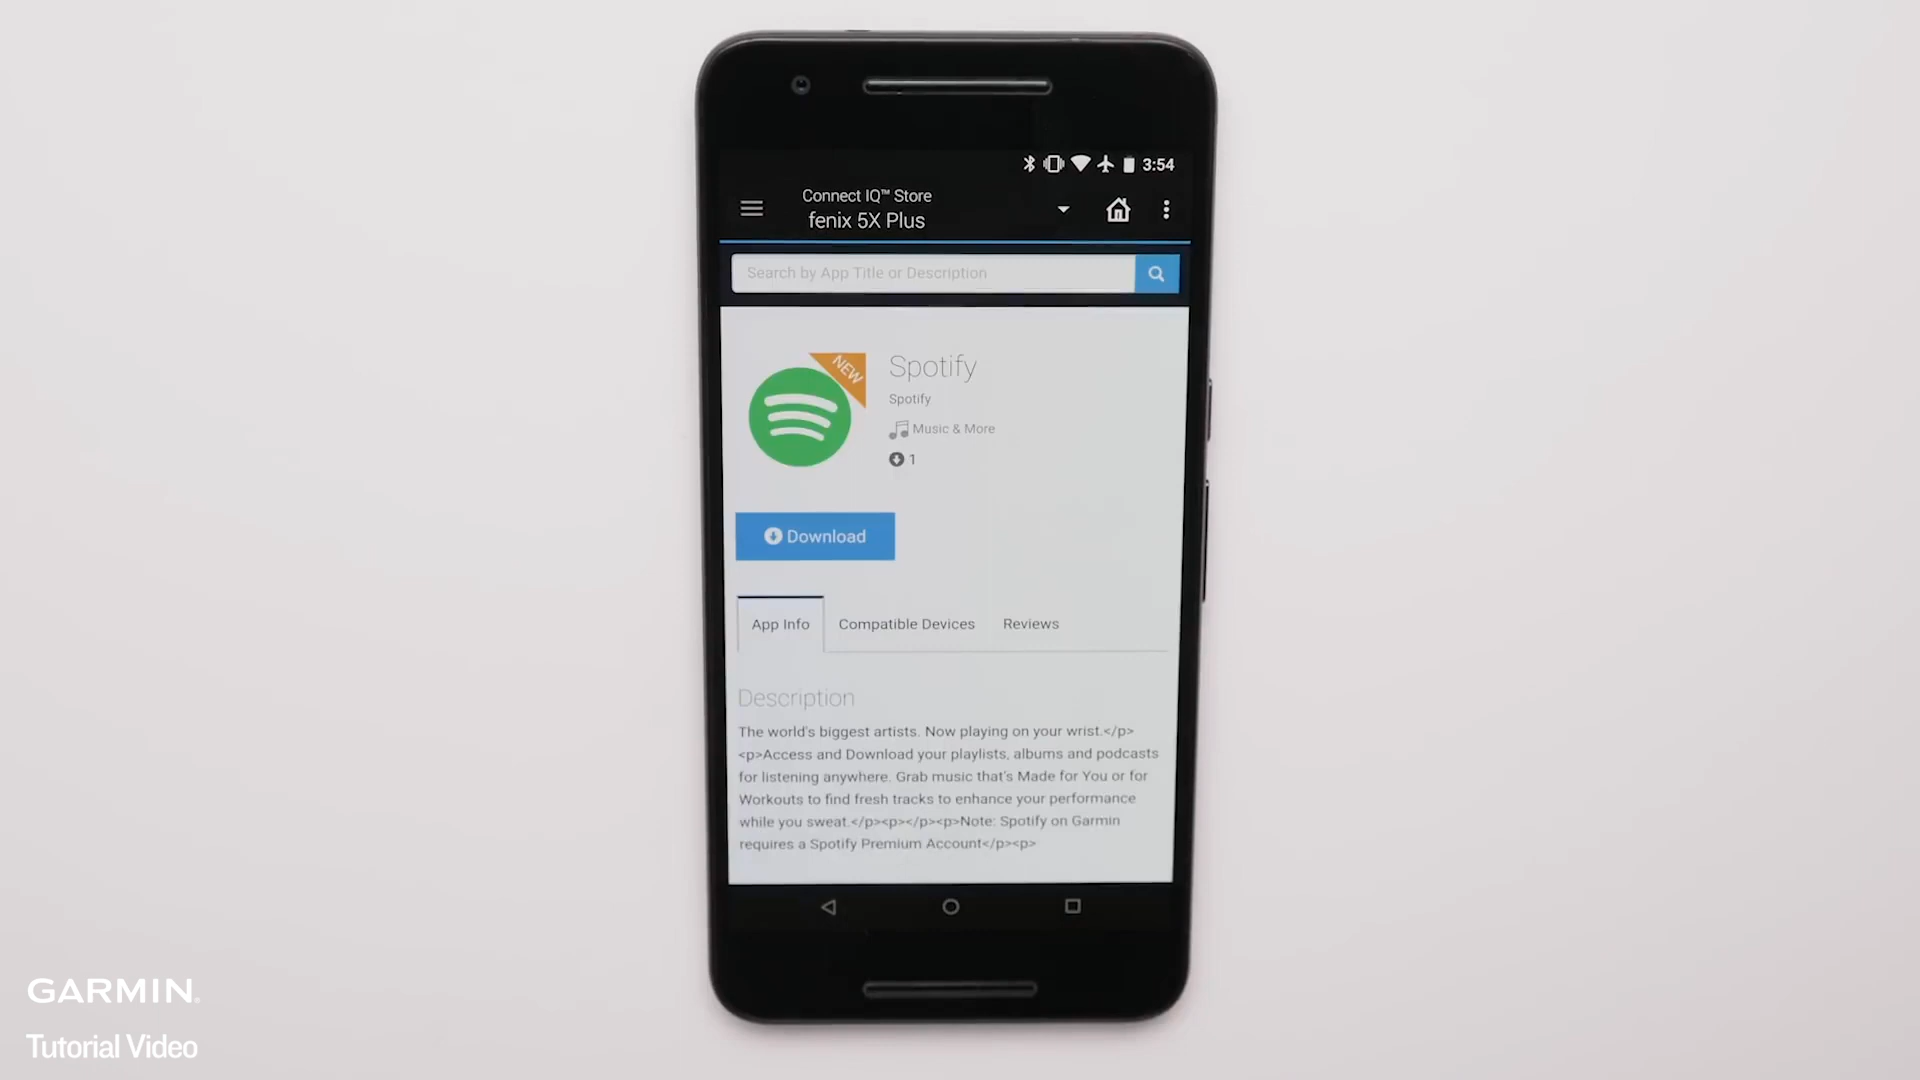 3:54
Connect IQ™ Store
fenix 5X Plus
Search by App Title or Description
NEW
Spotify
Spotify
Music & More
1
Download
App Info
Compatible Devices
Reviews
Description
The world's biggest artists. Now playing on your wrist.</p>
<p>Access and Download your playlists, albums and podcasts
for listening anywhere. Grab music that's Made for You or for
Workouts to find fresh tracks to enhance your performance
while you sweat.</p><p></p><p>Note: Spotify on Garmin
requires a Spotify Premium Account</p><p>
GARMIN®
Tutorial Video